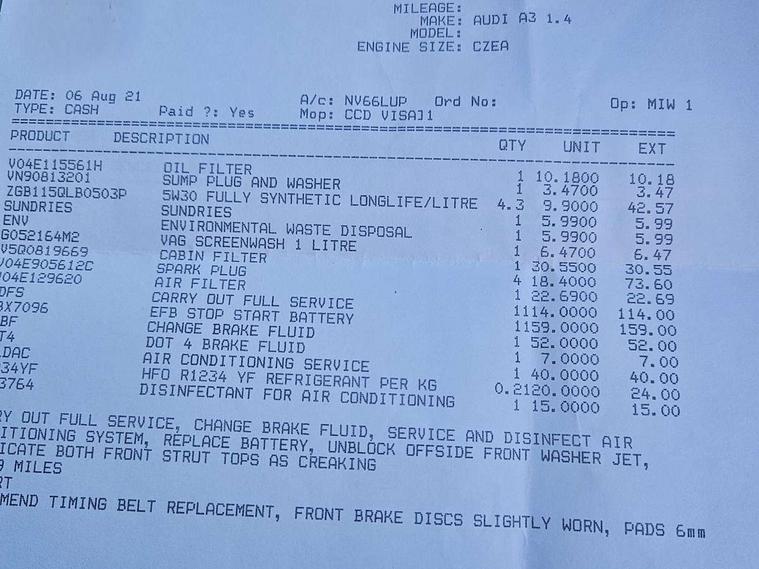 MILEAGE:
MAKE: AUDI A3 1.4
MODEL:
ENGINE SIZE: CZEA
DATE: 06 Aug 21 A/c: NV66LUP Ord No: Op: MIW 1
TYPE: CASH Paid ?: Yes Mop: CCD VISA]1
PRODUCT DESCRIPTION QTY UNIT EXT
V04E115561H OIL FILTER 1 10.1800 10.18
VN90813201 SUMP PLUG AND WASHER 1 3.4700 3.47
ZGB115QLB0503P 5W30 FULLY SYNTHETIC LONGLIFE/LITRE 4.3 9.9000 42.57
SUNDRIES SUNDRIES 1 5.9900 5.99
ENV ENVIRONMENTAL WASTE DISPOSAL 1 5.9900 5.99
G052164M2 VAG SCREENWASH 1 LITRE 1 6.4700 6.47
V5Q0819669 CABIN FILTER 1 30.5500 30.55
V04E905612C SPARK PLUG 4 18.4000 73.60
04E129620 AIR FILTER 1 22.6900 22.69
DFS CARRY OUT FULL SERVICE 1114.0000 114.00
X7096 EFB STOP START BATTERY 1159.0000 159.00
BF CHANGE BRAKE FLUID 1 52.0000 52.00
T4 DOT 4 BRAKE FLUID 1 7.0000 7.00
DAC AIR CONDITIONING SERVICE 1 40.0000 40.00
34YF HFO R1234 YF REFRIGERANT PER KG 0.2120.0000 24.00
3764 DISINFECTANT FOR AIR CONDITIONING 1 15.0000 15.00
RY OUT FULL SERVICE, CHANGE BRAKE FLUID, SERVICE AND DISINFECT AIR
ITIONING SYSTEM, REPLACE BATTERY, UNBLOCK OFFSIDE FRONT WASHER JET,
ICATE BOTH FRONT STRUT TOPS AS CREAKING
9 MILES
RT
MEND TIMING BELT REPLACEMENT, FRONT BRAKE DISCS SLIGHTLY WORN, PADS 6mm